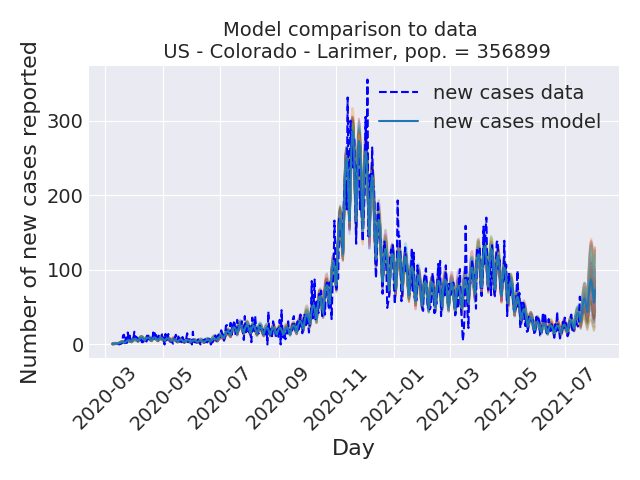 Model comparison to data
US - Colorado - Larimer, pop. = 356899
Number of new cases reported
300
200
100
0
new cases data
new cases model
2020-03
2020-05
2020-07
2020-09
2020-11
2021-01
2021-03
2021-05
2021-07
Day